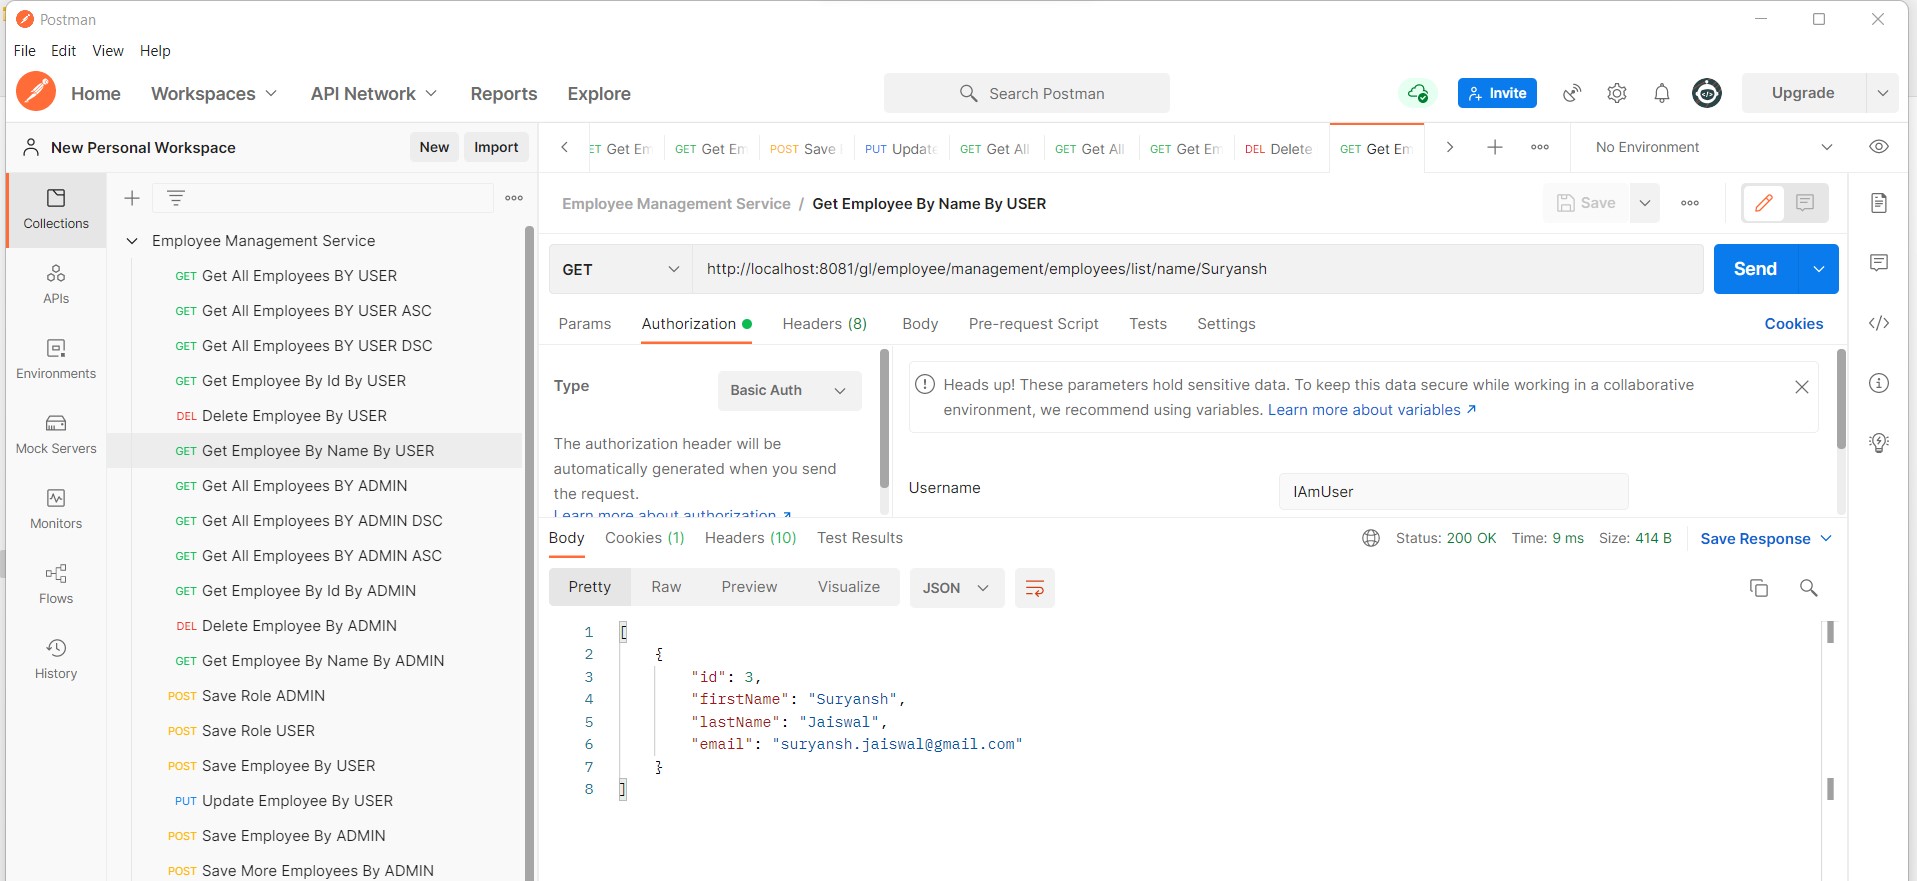 Postman
File Edit View Help
Home Workspaces API Network Reports Explore Search Postman Invite Upgrade
New Personal Workspace New Import
ET Get Em GET Get Em POST Save PUT Update GET Get All GET Get All GET Get Em DEL Delete GET Get Em No Environment
Collections
APIs
Environments
Mock Servers
Monitors
Flows
History
Employee Management Service
GET Get All Employees BY USER
GET Get All Employees BY USER ASC
GET Get All Employees BY USER DSC
GET Get Employee By Id By USER
DEL Delete Employee By USER
GET Get Employee By Name By USER
GET Get All Employees BY ADMIN
GET Get All Employees BY ADMIN DSC
GET Get All Employees BY ADMIN ASC
GET Get Employee By Id By ADMIN
DEL Delete Employee By ADMIN
GET Get Employee By Name By ADMIN
POST Save Role ADMIN
POST Save Role USER
POST Save Employee By USER
PUT Update Employee By USER
POST Save Employee By ADMIN
POST Save More Employees By ADMIN
Employee Management Service / Get Employee By Name By USER Save
GET http://localhost:8081/gl/employee/management/employees/list/name/Suryansh Send
Params Authorization Headers (8) Body Pre-request Script Tests Settings Cookies
Type Basic Auth
The authorization header will be
automatically generated when you send
the request.
Learn more about authorization ↗
Heads up! These parameters hold sensitive data. To keep this data secure while working in a collaborative
environment, we recommend using variables. Learn more about variables ↗
Username IAmUser
Body Cookies (1) Headers (10) Test Results Status: 200 OK Time: 9 ms Size: 414 B Save Response
Pretty Raw Preview Visualize JSON
1 [
2 {
3 "id": 3,
4 "firstName": "Suryansh",
5 "lastName": "Jaiswal",
6 "email": "suryansh.jaiswal@gmail.com"
7 }
8 ]